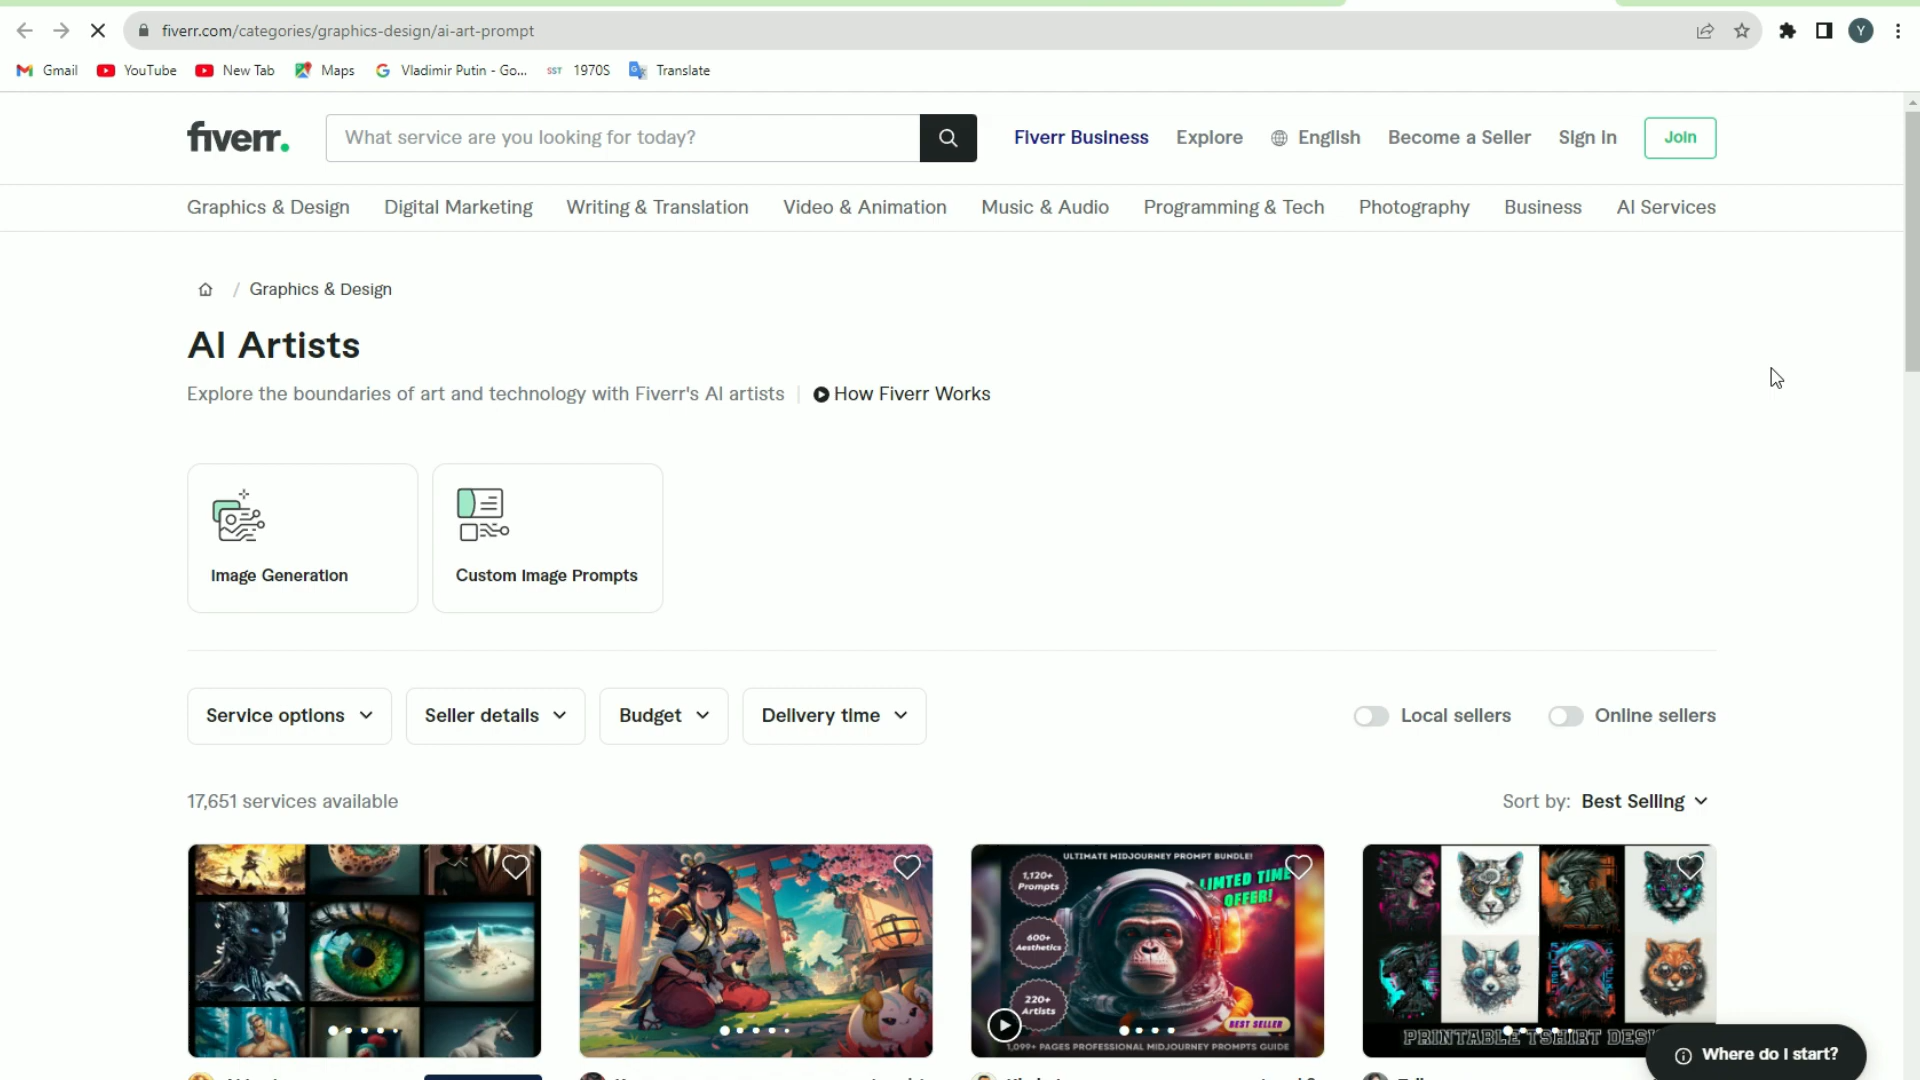 fiverr.com/categories/graphics-design/ai-art-prompt
Y
Gmail YouTube New Tab Maps Vladimir Putin - Go... SST 1970S Translate
fiverr.
What service are you looking for today?
Fiverr Business Explore English Become a Seller Sign in Join
Graphics & Design Digital Marketing Writing & Translation Video & Animation Music & Audio Programming & Tech Photography Business AI Services
/ Graphics & Design
AI Artists
Explore the boundaries of art and technology with Fiverr's AI artists | How Fiverr Works
Image Generation
Custom Image Prompts
Service options Seller details Budget Delivery time Local sellers Online sellers
17,651 services available
Sort by: Best Selling
ULTIMATE MIDJOURNEY PROMPT BUNDLE!
1,120+
Prompts
LIMTED TIME
OFFER!
600+
Aesthetics
220+
Artists
BEST SELLER
1,099+ PAGES PROFESSIONAL MIDJOURNEY PROMPTS GUIDE
PRINTABLE TSHIRT
Where do I start?